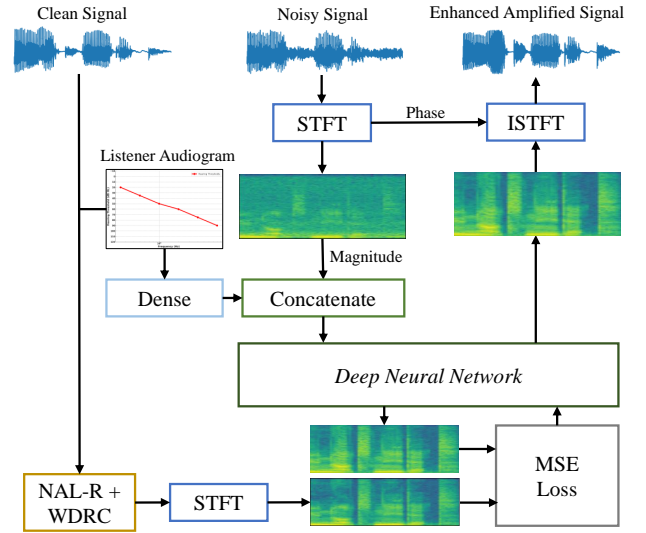 Clean Signal
Noisy Signal
Enhanced Amplified Signal
STFT
Phase
ISTFT
Listener Audiogram
Magnitude
Dense
Concatenate
Deep Neural Network
NAL-R +
WDRC
STFT
MSE
Loss